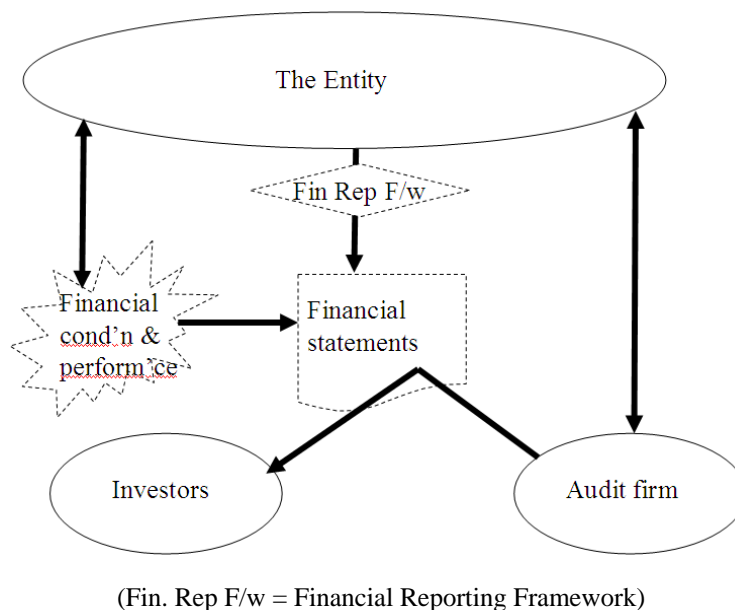 The Entity
Fin Rep F/w
Financial
cond’n &
perform’ce
Financial
statements
Investors
Audit firm
(Fin. Rep F/w = Financial Reporting Framework)